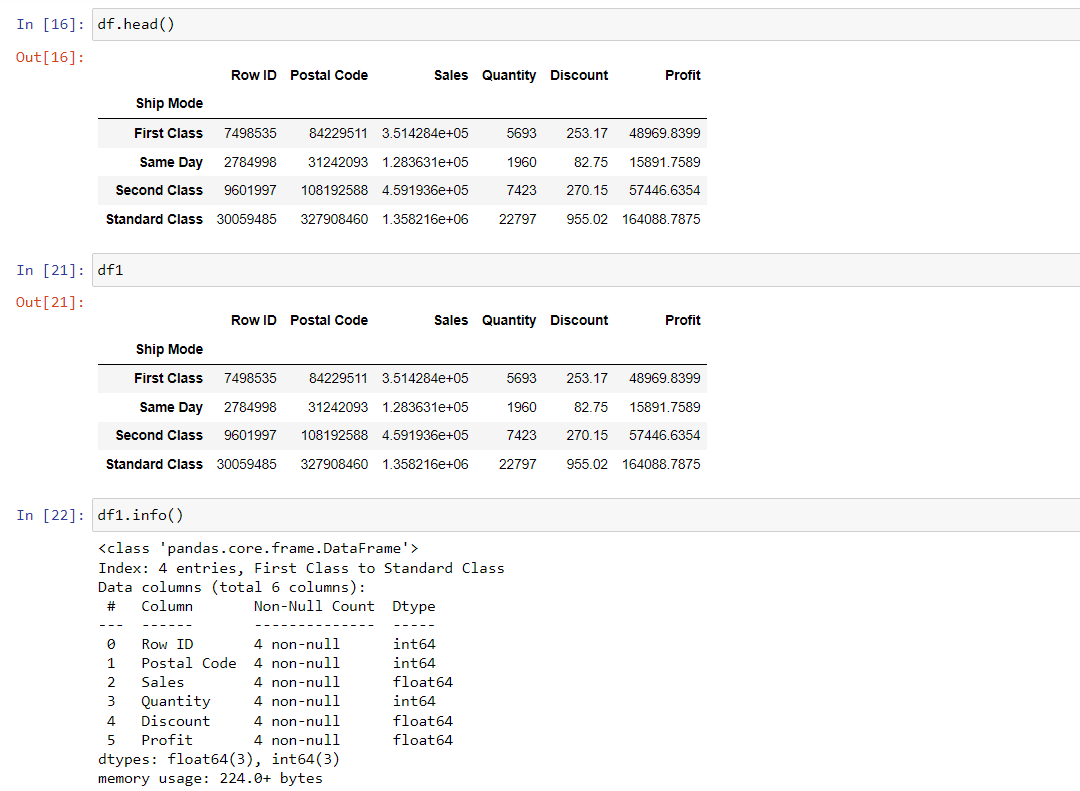 In [16]: df.head()
Out[16]:
Row ID Postal Code Sales Quantity Discount Profit
Ship Mode
First Class 7498535 84229511 3.514284e+05 5693 253.17 48969.8399
Same Day 2784998 31242093 1.283631e+05 1960 82.75 15891.7589
Second Class 9601997 108192588 4.591936e+05 7423 270.15 57446.6354
Standard Class 30059485 327908460 1.358216e+06 22797 955.02 164088.7875
In [21]: df1
Out[21]:
Row ID Postal Code Sales Quantity Discount Profit
Ship Mode
First Class 7498535 84229511 3.514284e+05 5693 253.17 48969.8399
Same Day 2784998 31242093 1.283631e+05 1960 82.75 15891.7589
Second Class 9601997 108192588 4.591936e+05 7423 270.15 57446.6354
Standard Class 30059485 327908460 1.358216e+06 22797 955.02 164088.7875
In [22]: df1.info()
<class 'pandas.core.frame.DataFrame'>
Index: 4 entries, First Class to Standard Class
Data columns (total 6 columns):
# Column Non-Null Count Dtype
--- ------ -------------- -----
0 Row ID 4 non-null int64
1 Postal Code 4 non-null int64
2 Sales 4 non-null float64
3 Quantity 4 non-null int64
4 Discount 4 non-null float64
5 Profit 4 non-null float64
dtypes: float64(3), int64(3)
memory usage: 224.0+ bytes